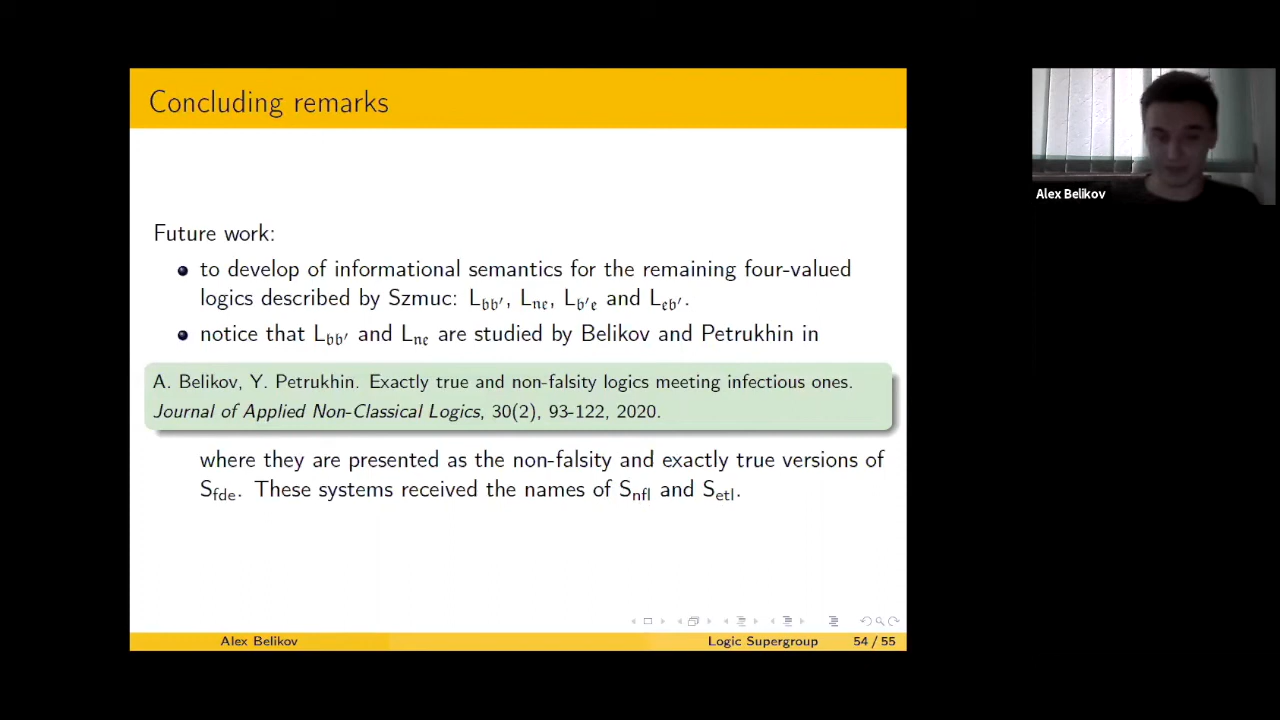 Concluding remarks
Alex Belikov
Future work:
to develop of informational semantics for the remaining four-valued
logics described by Szmuc: L𝔟𝔟′, L𝔫𝔢, L𝔟′𝔢 and L𝔢𝔟′.
notice that L𝔟𝔟′ and L𝔫𝔢 are studied by Belikov and Petrukhin in
A. Belikov, Y. Petrukhin. Exactly true and non-falsity logics meeting infectious ones.
Journal of Applied Non-Classical Logics, 30(2), 93-122, 2020.
where they are presented as the non-falsity and exactly true versions of
Sfde. These systems received the names of Snfl and Setl.
Alex Belikov Logic Supergroup 54 / 55